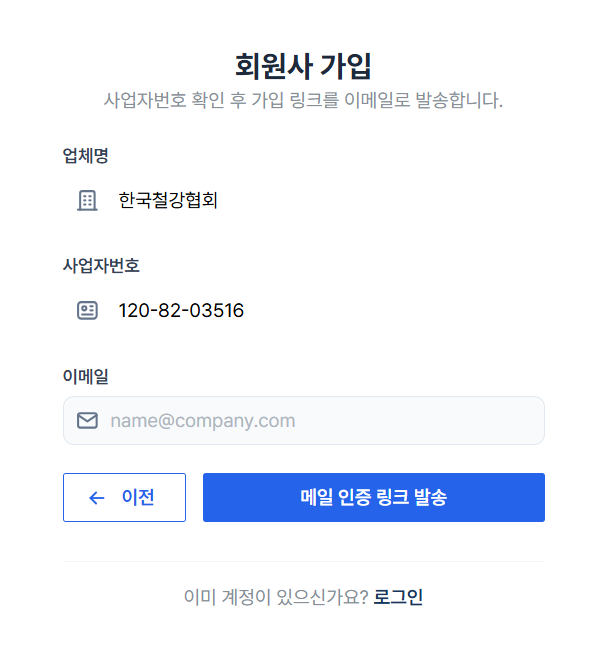 회원사 가입
사업자번호 확인 후 가입 링크를 이메일로 발송합니다.
업체명
한국철강협회
사업자번호
120-82-03516
이메일
name@company.com
← 이전
메일 인증 링크 발송
이미 계정이 있으신가요? 로그인